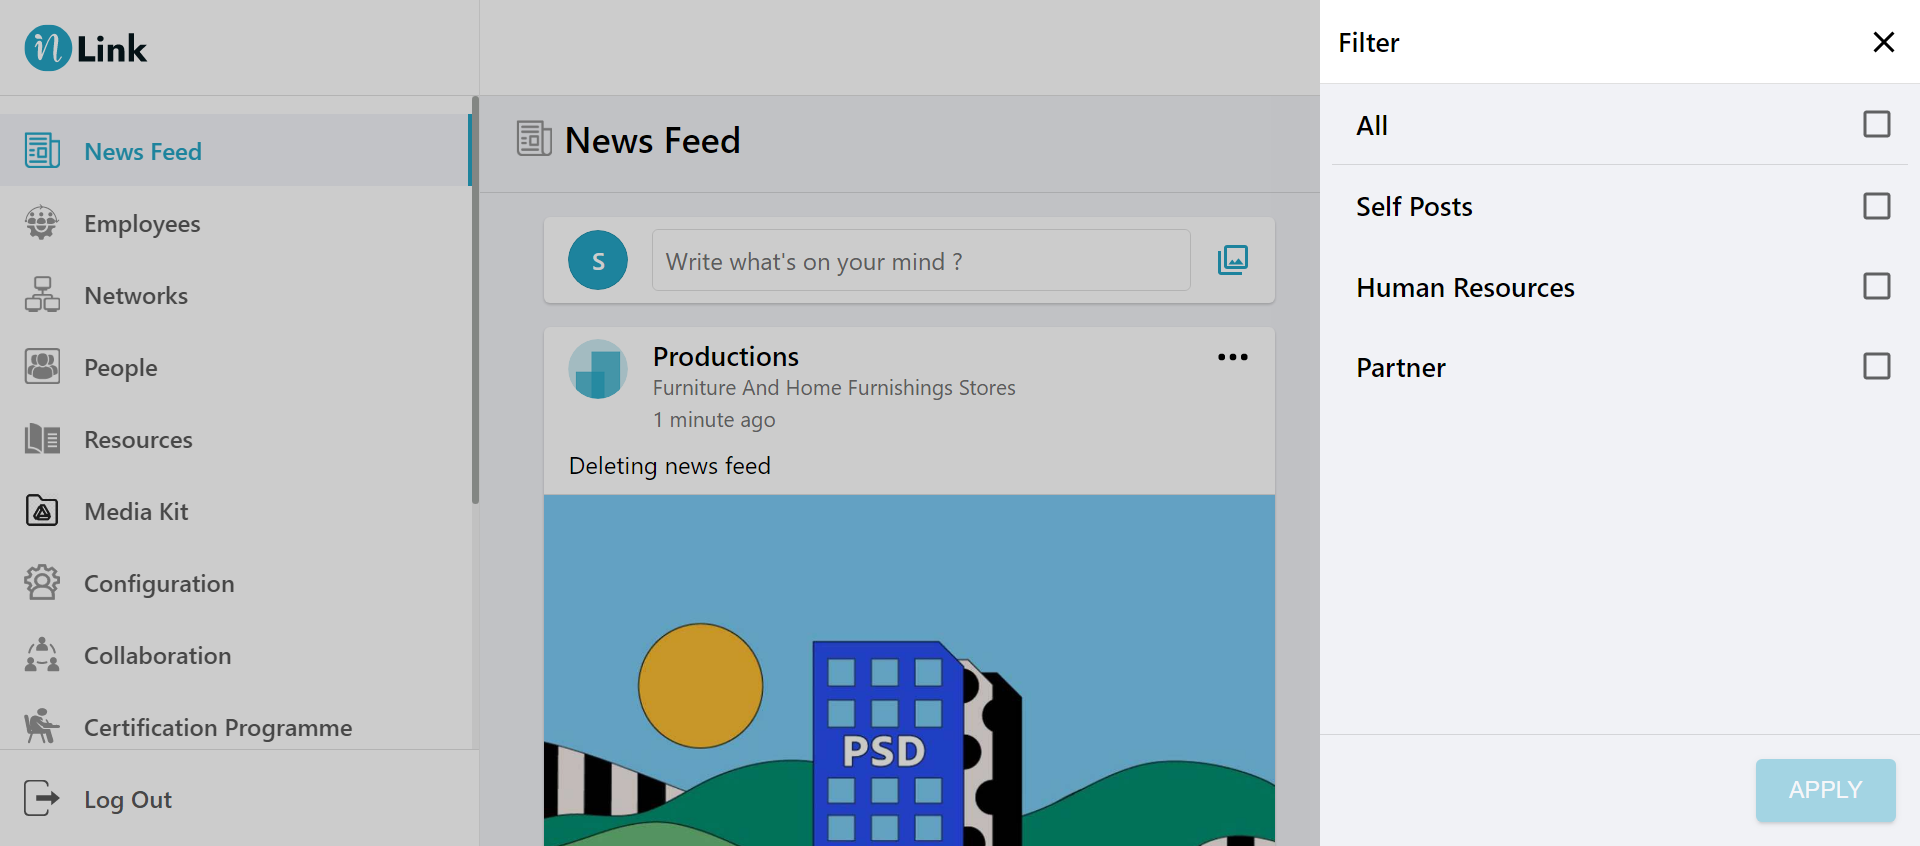 n Link
News Feed
Employees
Networks
People
Resources
Media Kit
Configuration
Collaboration
Certification Programme
Log Out
News Feed
S
Write what's on your mind ?
Productions
Furniture And Home Furnishings Stores
1 minute ago
Deleting news feed
PSD
Filter
All
Self Posts
Human Resources
Partner
APPLY